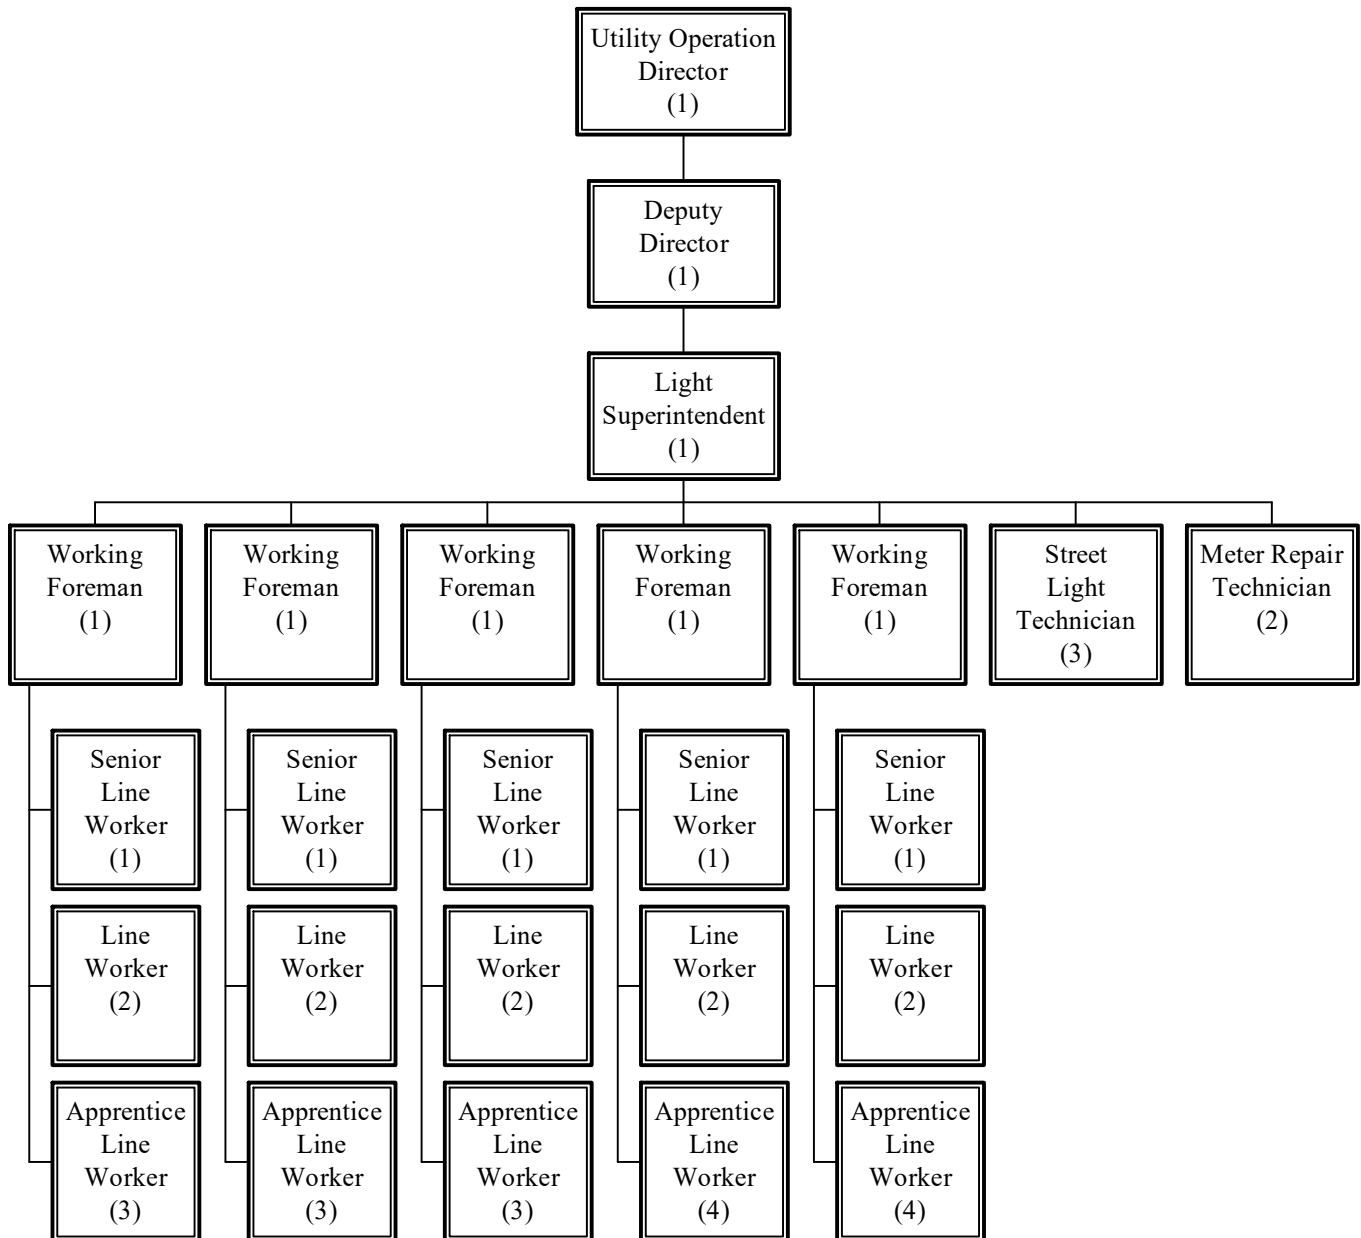 Utility Operation
Director
(1)
Deputy
Director
(1)
Light
Superintendent
(1)
Working
Foreman
(1)
Working
Foreman
(1)
Working
Foreman
(1)
Working
Foreman
(1)
Working
Foreman
(1)
Street
Light
Technician
(3)
Meter Repair
Technician
(2)
Senior
Line
Worker
(1)
Senior
Line
Worker
(1)
Senior
Line
Worker
(1)
Senior
Line
Worker
(1)
Senior
Line
Worker
(1)
Line
Worker
(2)
Line
Worker
(2)
Line
Worker
(2)
Line
Worker
(2)
Line
Worker
(2)
Apprentice
Line
Worker
(3)
Apprentice
Line
Worker
(3)
Apprentice
Line
Worker
(3)
Apprentice
Line
Worker
(4)
Apprentice
Line
Worker
(4)